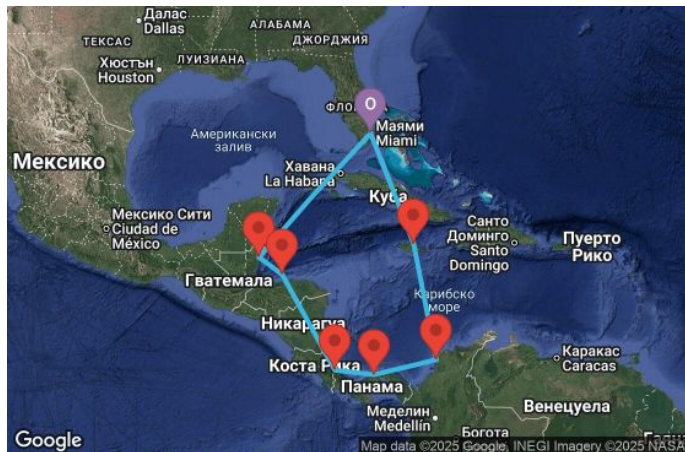 Далас
Dallas
АЛАБАМА
ТЕКСАС
ДЖОРДЖИЯ
ЛУИЗИАНА
Хюстън
Houston
ФЛО
О
Маями
Miami
Американски
залив
Мексико
Хавана
La Habana
Куба
Мексико Сити
Ciudad de
México
Санто
Доминго
Santo
Domingo
Пуерто
Рико
Гватемала
Карибско
море
Никарагуа
Коста Рика
Панама
Каракас
Caracas
Меделин
Medellín
Венецуела
Богота
Google
Map data ©2025 Google, INEGI Imagery ©2025 NASA